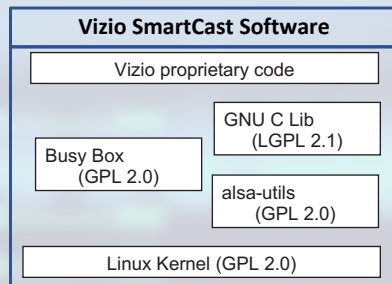 Vizio SmartCast Software
Vizio proprietary code
GNU C Lib
(LGPL 2.1)
Busy Box
(GPL 2.0)
alsa-utils
(GPL 2.0)
Linux Kernel (GPL 2.0)